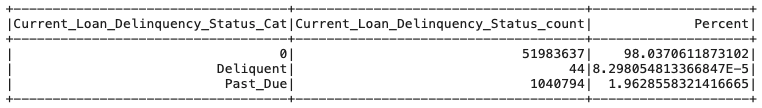 +--------------------------------------+----------------------------------------+--------------------+
|Current_Loan_Delinquency_Status_Cat|Current_Loan_Delinquency_Status_count|             Percent|
+--------------------------------------+----------------------------------------+--------------------+
|                                  0|                             51983637|    98.0370611873102|
|                          Deliquent|                                   44|8.298054813366847E-5|
|                           Past_Due|                              1040794|  1.9628558321416665|
+--------------------------------------+----------------------------------------+--------------------+